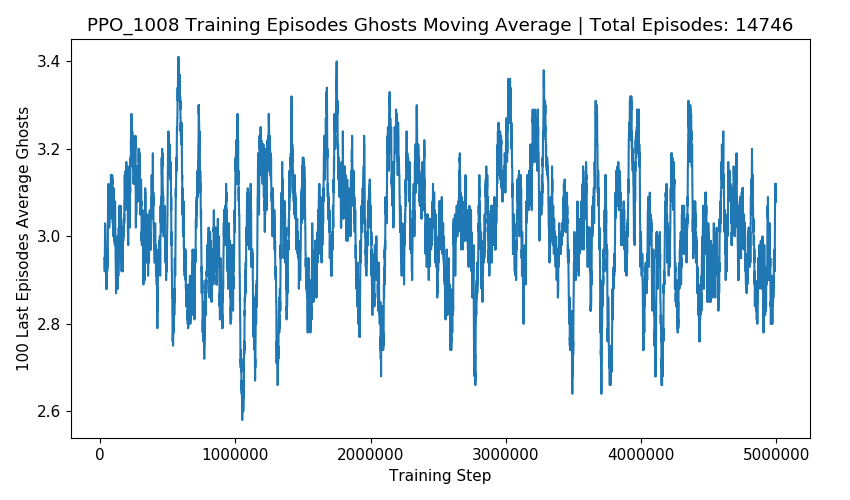 PPO_1008 Training Episodes Ghosts Moving Average | Total Episodes: 14746
100 Last Episodes Average Ghosts
3.4
3.2
3.0
2.8
2.6
0 1000000 2000000 3000000 4000000 5000000
Training Step